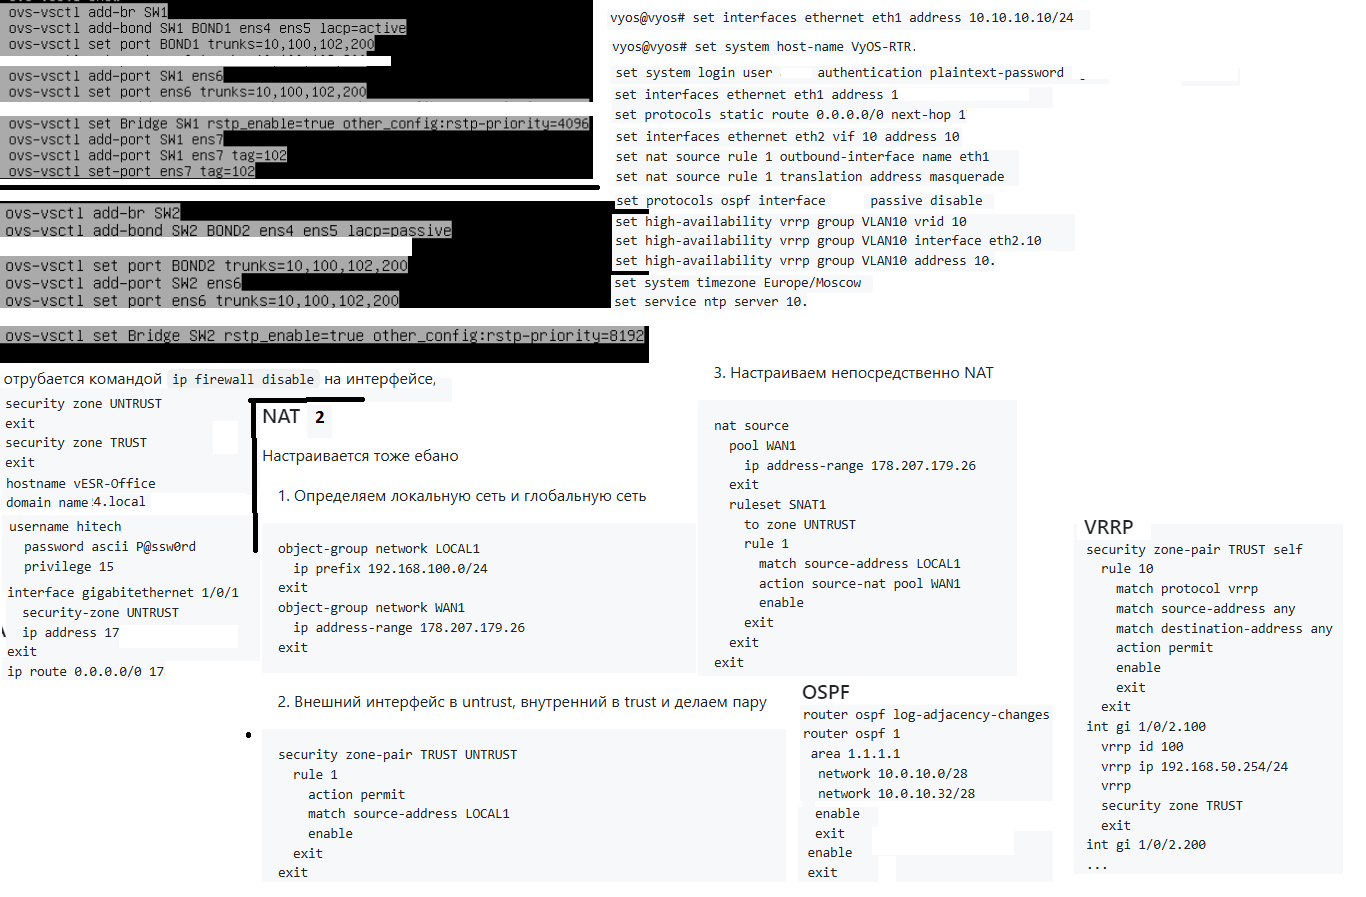 ovs-vsctl add-br SW1
ovs-vsctl add-bond SW1 BOND1 ens4 ens5 lacp=active
ovs-vsctl set port BOND1 trunks=10,100,102,200
ovs-vsctl add-port SW1 ens6
ovs-vsctl set port ens6 trunks=10,100,102,200
ovs-vsctl set Bridge SW1 rstp_enable=true other_config:rstp-priority=4096
ovs-vsctl add-port SW1 ens7
ovs-vsctl add-port SW1 ens7 tag=102
ovs-vsctl set-port ens7 tag=102
ovs-vsctl add-br SW2
ovs-vsctl add-bond SW2 BOND2 ens4 ens5 lacp=passive
ovs-vsctl set port BOND2 trunks=10,100,102,200
ovs-vsctl add-port SW2 ens6
ovs-vsctl set port ens6 trunks=10,100,102,200
ovs-vsctl set Bridge SW2 rstp_enable=true other_config:rstp-priority=8192
vyos@vyos# set interfaces ethernet eth1 address 10.10.10.10/24
vyos@vyos# set system host-name VyOS-RTR.
set system login user authentication plaintext-password
set interfaces ethernet eth1 address 1
set protocols static route 0.0.0.0/0 next-hop 1
set interfaces ethernet eth2 vif 10 address 10
set nat source rule 1 outbound-interface name eth1
set nat source rule 1 translation address masquerade
set protocols ospf interface passive disable
set high-availability vrrp group VLAN10 vrid 10
set high-availability vrrp group VLAN10 interface eth2.10
set high-availability vrrp group VLAN10 address 10.
set system timezone Europe/Moscow
set service ntp server 10.
отрубается командой ip firewall disable на интерфейсе,
security zone UNTRUST
exit
security zone TRUST
exit
hostname vESR-Office
domain name 4.local
username hitech
password ascii P@ssw0rd
privilege 15
interface gigabitethernet 1/0/1
security-zone UNTRUST
ip address 17
exit
ip route 0.0.0.0/0 17
NAT 2
Настраивается тоже ебано
1. Определяем локальную сеть и глобальную сеть
object-group network LOCAL1
ip prefix 192.168.100.0/24
exit
object-group network WAN1
ip address-range 178.207.179.26
exit
2. Внешний интерфейс в untrust, внутренний в trust и делаем пару
security zone-pair TRUST UNTRUST
rule 1
action permit
match source-address LOCAL1
enable
exit
exit
3. Настраиваем непосредственно NAT
nat source
pool WAN1
ip address-range 178.207.179.26
exit
ruleset SNAT1
to zone UNTRUST
rule 1
match source-address LOCAL1
action source-nat pool WAN1
enable
exit
exit
exit
OSPF
router ospf log-adjacency-changes
router ospf 1
area 1.1.1.1
network 10.0.10.0/28
network 10.0.10.32/28
enable
exit
enable
exit
VRRP
security zone-pair TRUST self
rule 10
match protocol vrrp
match source-address any
match destination-address any
action permit
enable
exit
exit
int gi 1/0/2.100
vrrp id 100
vrrp ip 192.168.50.254/24
vrrp
security zone TRUST
exit
int gi 1/0/2.200
...